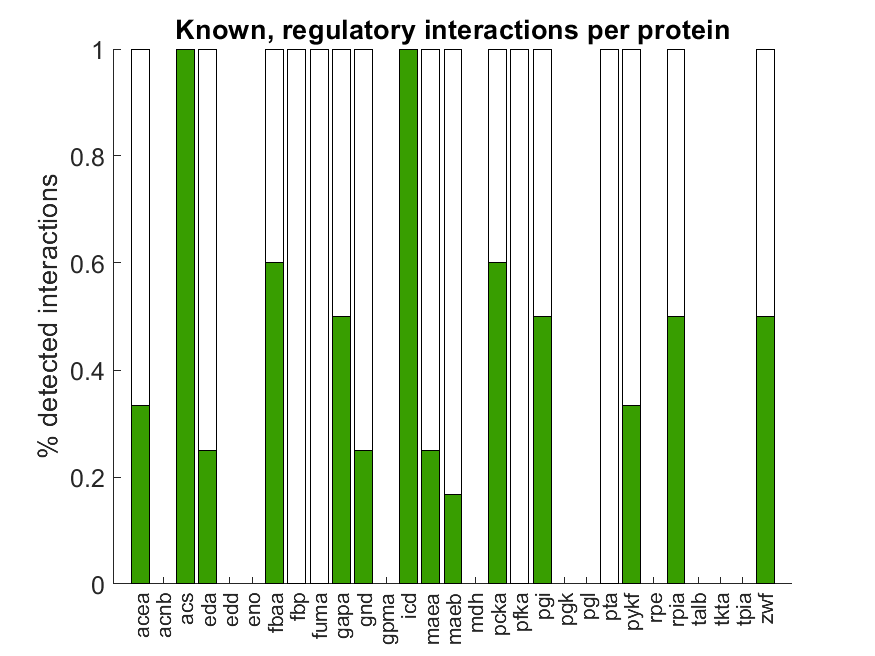 Known, regulatory interactions per protein
% detected interactions
1
0.8
0.6
0.4
0.2
0
acea
acnb
acs
eda
edd
eno
fbaa
fbp
fuma
gapa
gnd
gpma
icd
maea
maeb
mdh
pcka
pfka
pgi
pgk
pgl
pta
pykf
rpe
rpia
talb
tkta
tpia
zwf